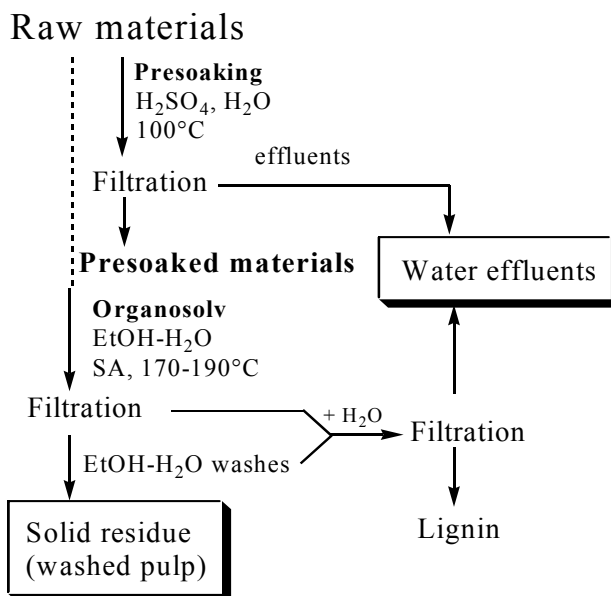 Raw materials
Presoaking
H₂SO₄, H₂O
100°C
effluents
Filtration
Presoaked materials
Water effluents
Organosolv
EtOH-H₂O
SA, 170-190°C
Filtration
+ H₂O
Filtration
EtOH-H₂O washes
Solid residue
(washed pulp)
Lignin